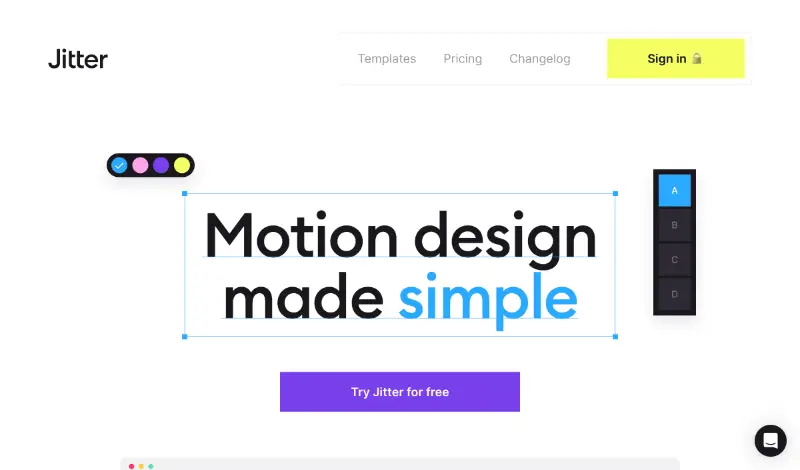 Jitter
Templates Pricing Changelog
Sign in
A
Motion design
B
C
made simple
D
Try Jitter for free